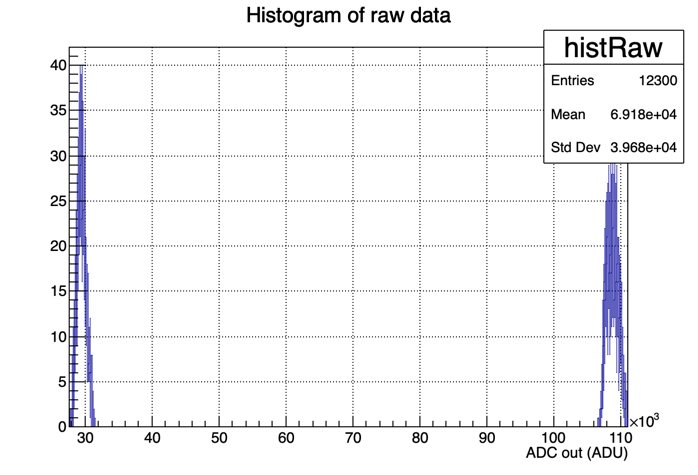 Histogram of raw data
histRaw
Entries 12300
Mean 6.918e+04
Std Dev 3.968e+04
40
35
30
25
20
15
10
5
0
30 40 50 60 70 80 90 100 110 ×10³
ADC out (ADU)